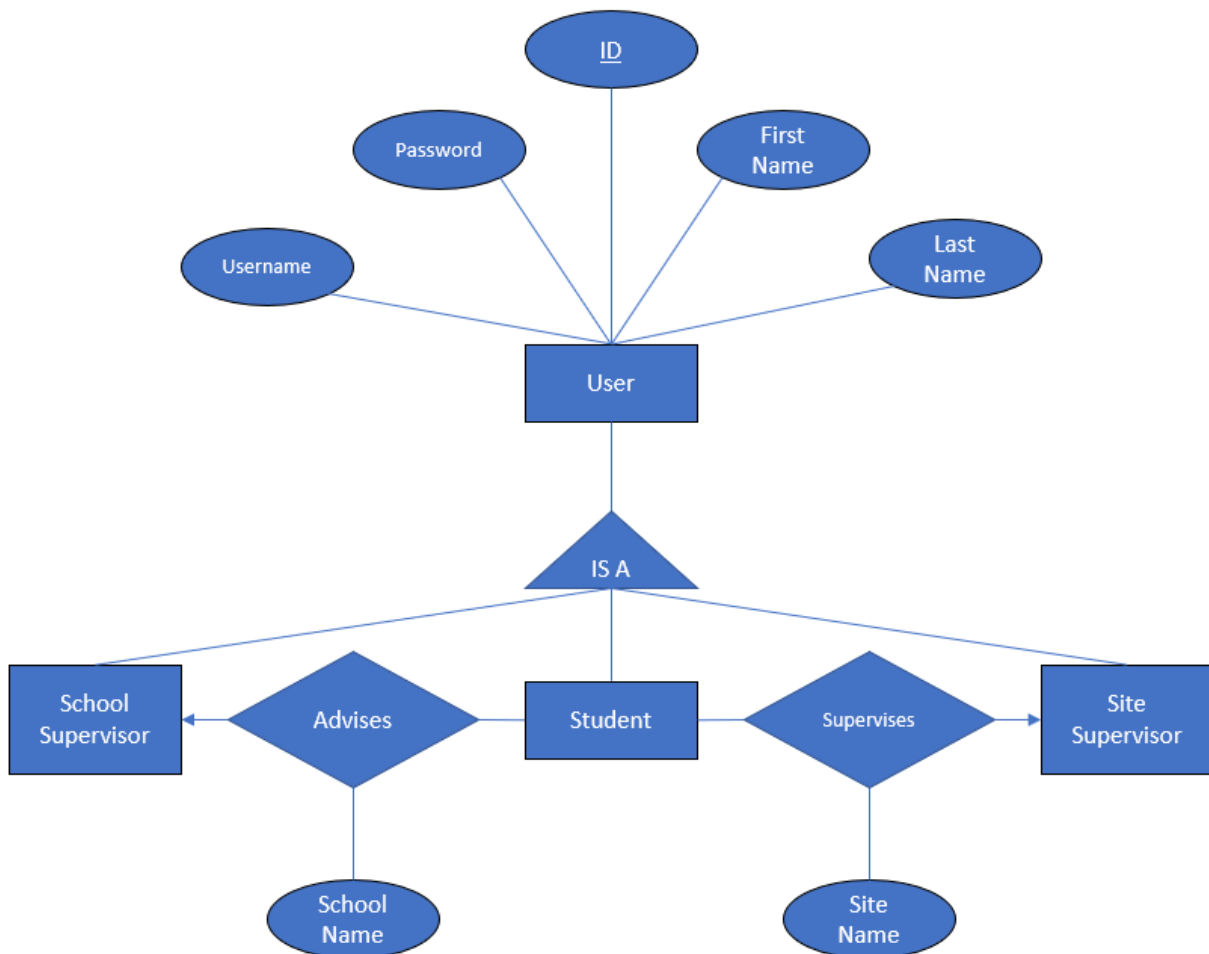 ID
Password
First
Name
Username
Last
Name
User
IS A
School
Supervisor
Advises
Student
Supervises
Site
Supervisor
School
Name
Site
Name